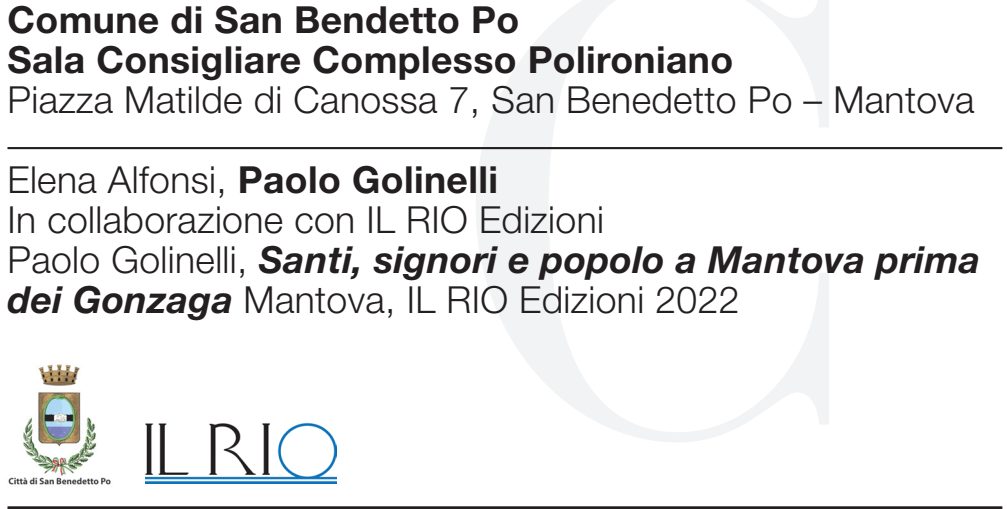 Comune di San Bendetto Po
Sala Consigliare Complesso Polironiano
Piazza Matilde di Canossa 7, San Benedetto Po – Mantova
Elena Alfonsi, Paolo Golinelli
In collaborazione con IL RIO Edizioni
Paolo Golinelli, Santi, signori e popolo a Mantova prima
dei Gonzaga Mantova, IL RIO Edizioni 2022
Città di San Benedetto Po
IL RIO